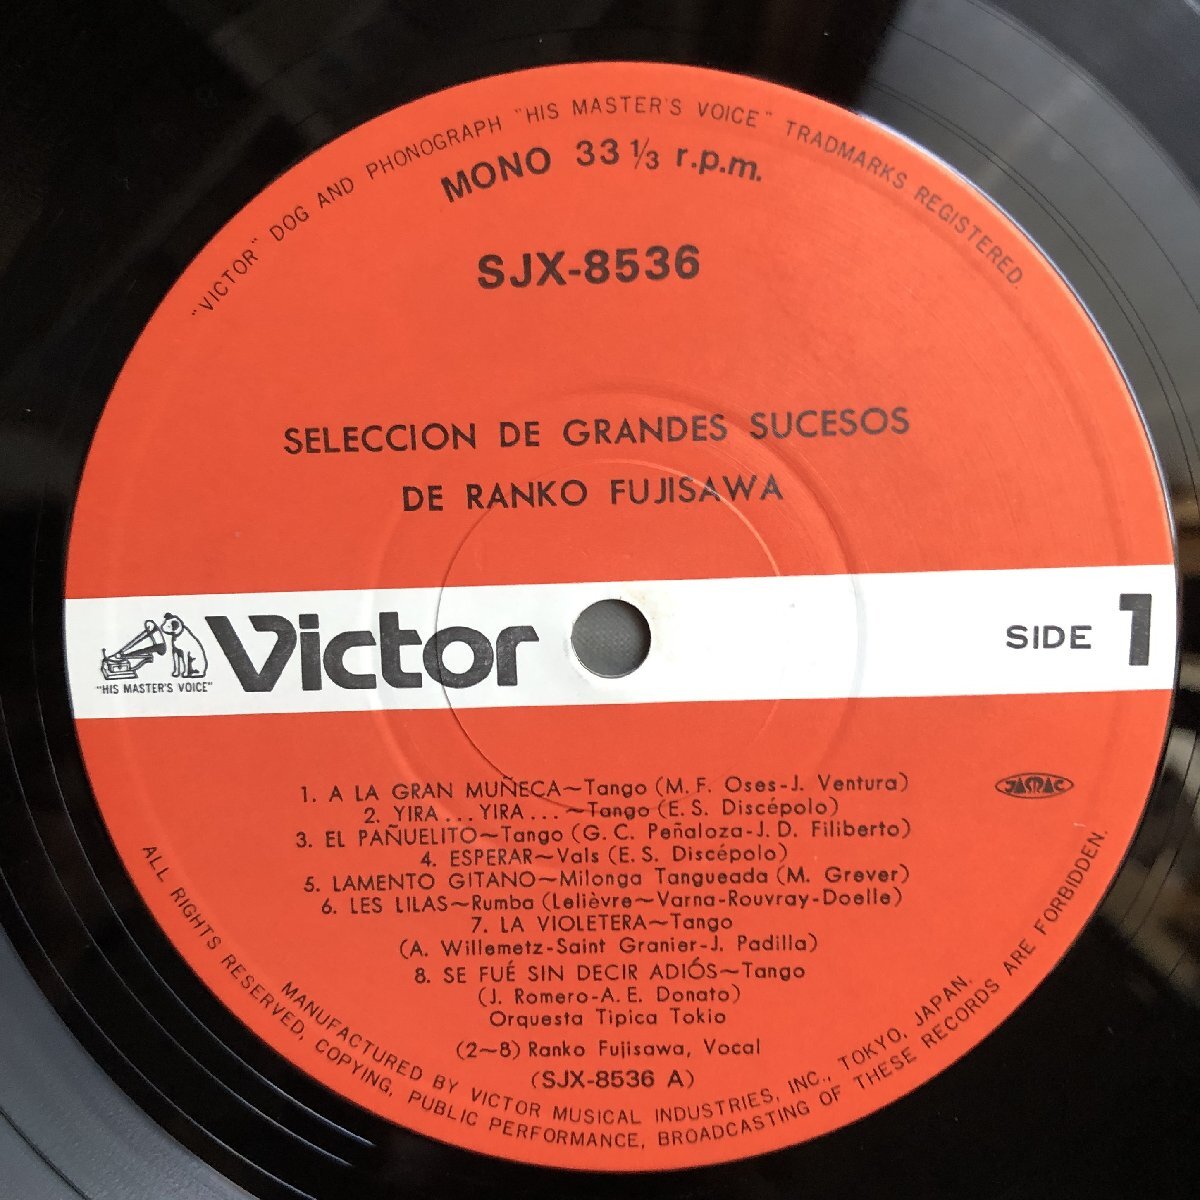 "VICTOR" DOG AND PHONOGRAPH "HIS MASTER'S VOICE" TRADMARKS REGISTERED.
MONO 33 1/3 r.p.m.
SJX-8536
SELECCION DE GRANDES SUCESOS
DE RANKO FUJISAWA
"HIS MASTER'S VOICE"
Victor
SIDE 1
1. A LA GRAN MUÑECA~Tango (M. F. Oses-J. Ventura)
2. YIRA... YIRA... ~Tango (E. S. Discépolo)
3. EL PAÑUELITO~Tango (G. C. Peñaloza-J. D. Filiberto)
4. ESPERAR~Vals (E. S. Discépolo)
5. LAMENTO GITANO~Milonga Tangueada (M. Grever)
6. LES LILAS~Rumba (Lelièvre~Varna-Rouvray-Doelle)
7. LA VIOLETERA~Tango
(A. Willemetz-Saint Granier-J. Padilla)
8. SE FUÉ SIN DECIR ADIÓS~Tango
(J. Romero-A. E. Donato)
Orquesta Tipica Tokio
(2~8) Ranko Fujisawa, Vocal
(SJX-8536 A)
JASRAC
MANUFACTURED BY VICTOR MUSICAL INDUSTRIES, INC., TOKYO, JAPAN.
ALL RIGHTS RESERVED, COPYING, PUBLIC PERFORMANCE, BROADCASTING OF THESE RECORDS ARE FORBIDDEN.